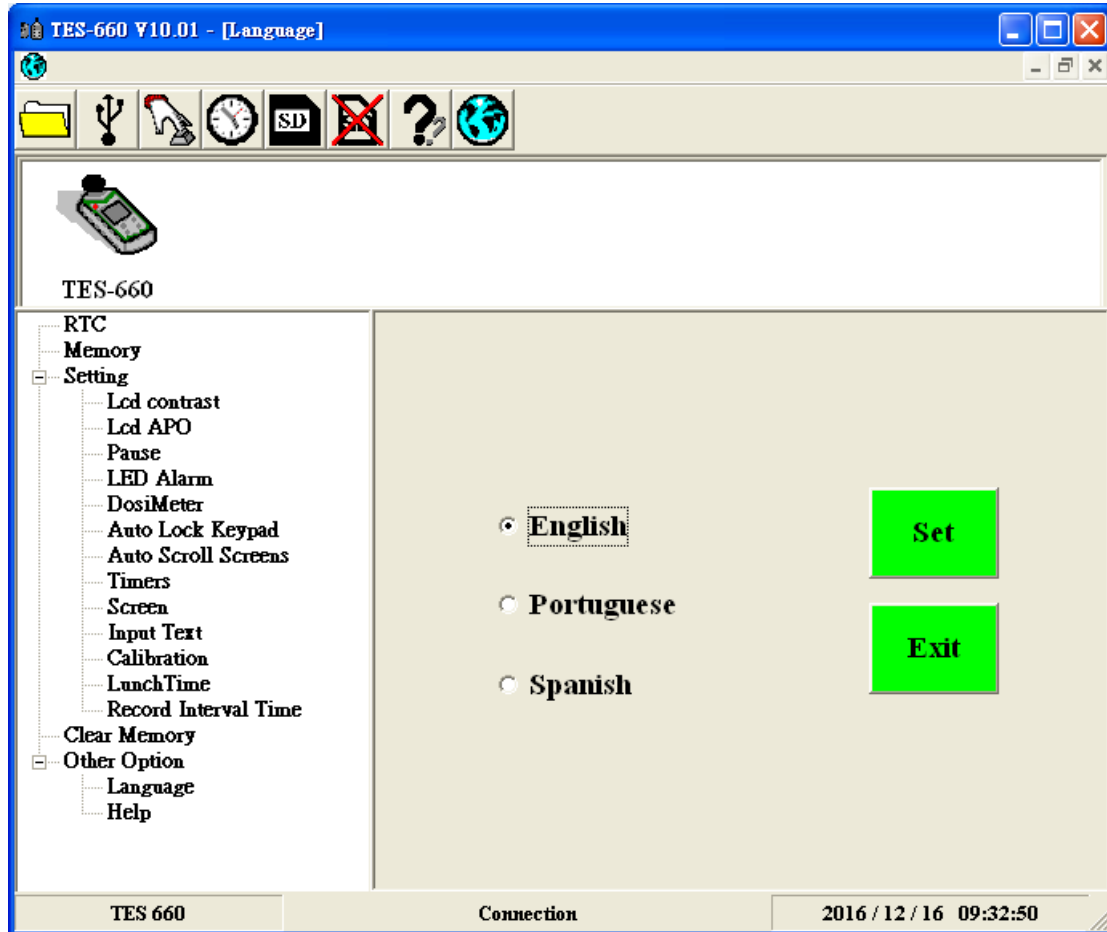 TES-660 V10.01 - [Language]
SD
TES-660
RTC
Memory
Setting
Lcd contrast
Lcd APO
Pause
LED Alarm
DosiMeter
Auto Lock Keypad
Auto Scroll Screens
Timers
Screen
Input Text
Calibration
LunchTime
Record Interval Time
Clear Memory
Other Option
Language
Help
English
Portuguese
Spanish
Set
Exit
TES 660 Connection 2016 / 12 / 16 09:32:50